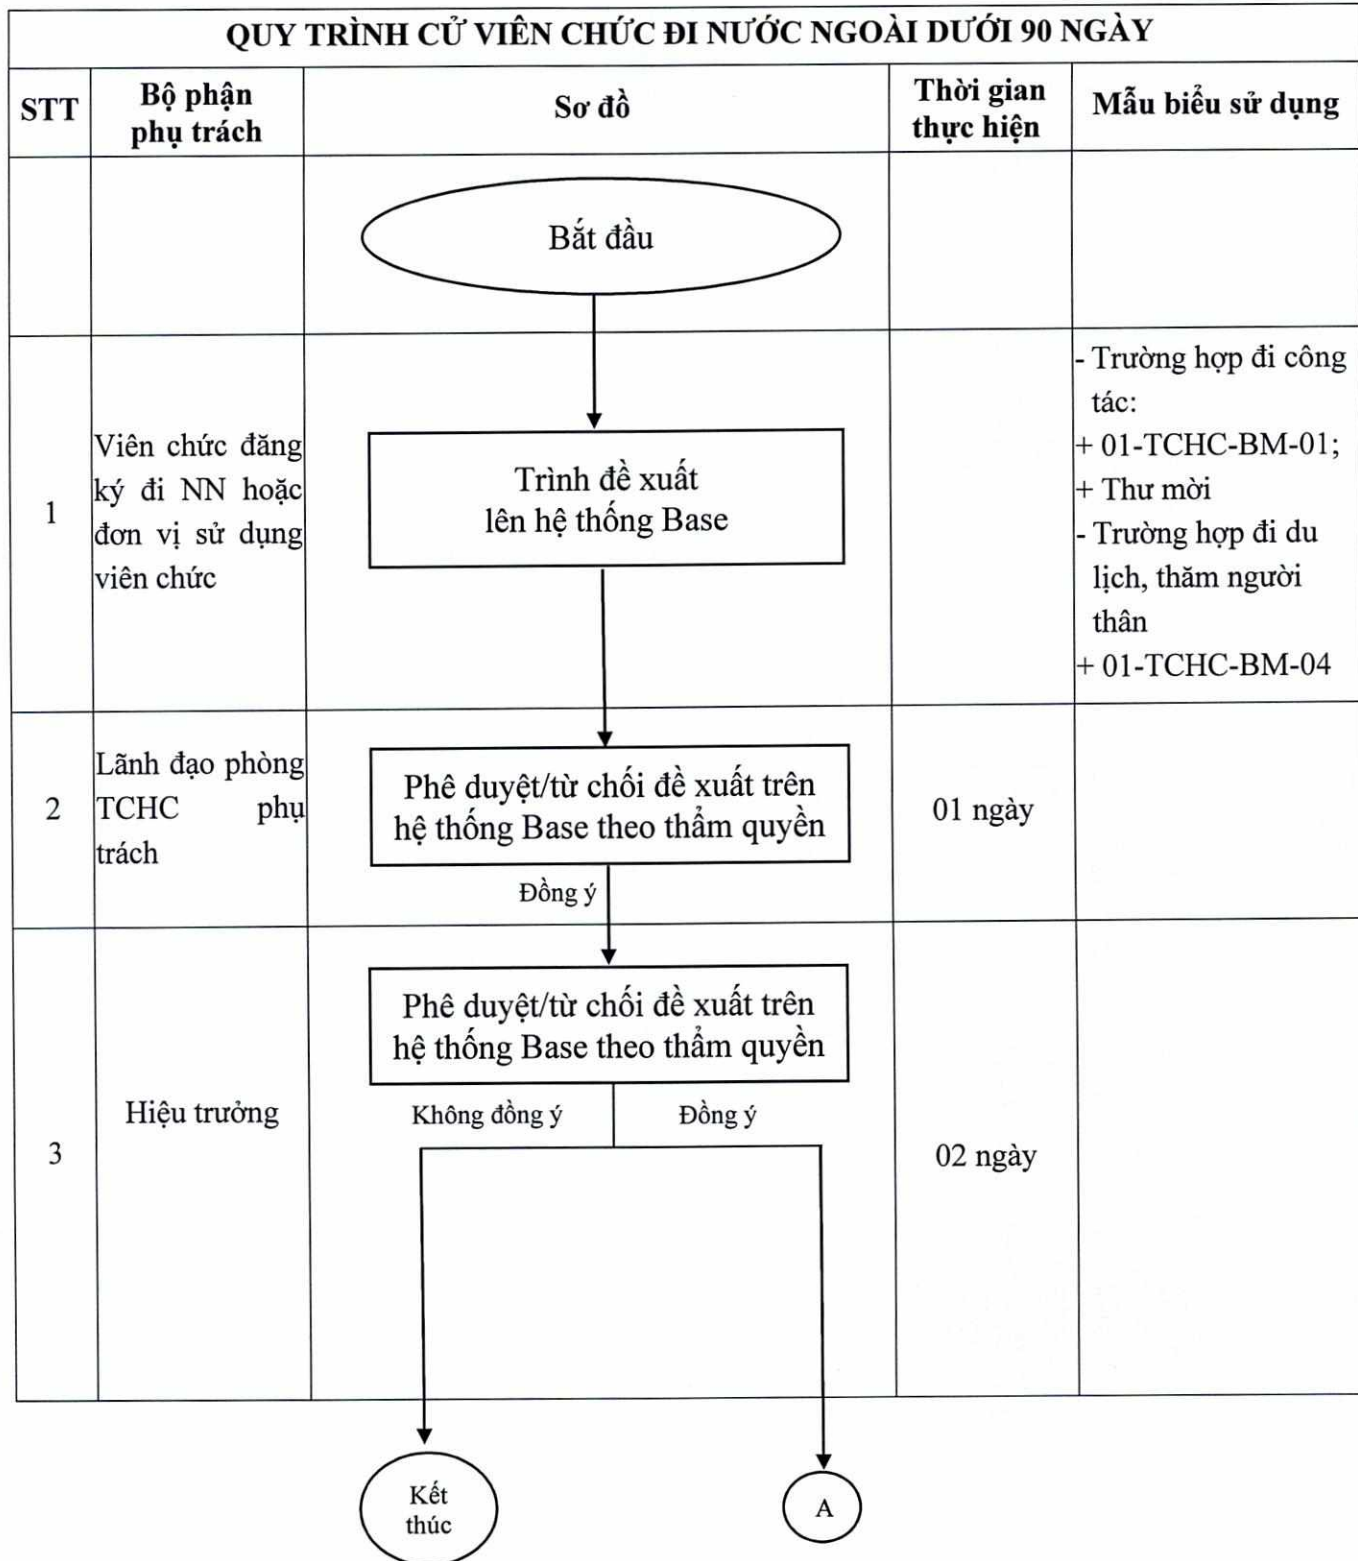 QUY TRÌNH CỬ VIÊN CHỨC ĐI NƯỚC NGOÀI DƯỚI 90 NGÀY
STT
Bộ phận
phụ trách
Sơ đồ
Thời gian
thực hiện
Mẫu biểu sử dụng
Bắt đầu
1
Viên chức đăng
ký đi NN hoặc
đơn vị sử dụng
viên chức
Trình đề xuất
lên hệ thống Base
- Trường hợp đi công
tác:
+ 01-TCHC-BM-01;
+ Thư mời
- Trường hợp đi du
lịch, thăm người
thân
+ 01-TCHC-BM-04
2
Lãnh đạo phòng
TCHC phụ
trách
Phê duyệt/từ chối đề xuất trên
hệ thống Base theo thẩm quyền
Đồng ý
01 ngày
3
Hiệu trưởng
Phê duyệt/từ chối đề xuất trên
hệ thống Base theo thẩm quyền
Không đồng ý
Đồng ý
02 ngày
Kết
thúc
A